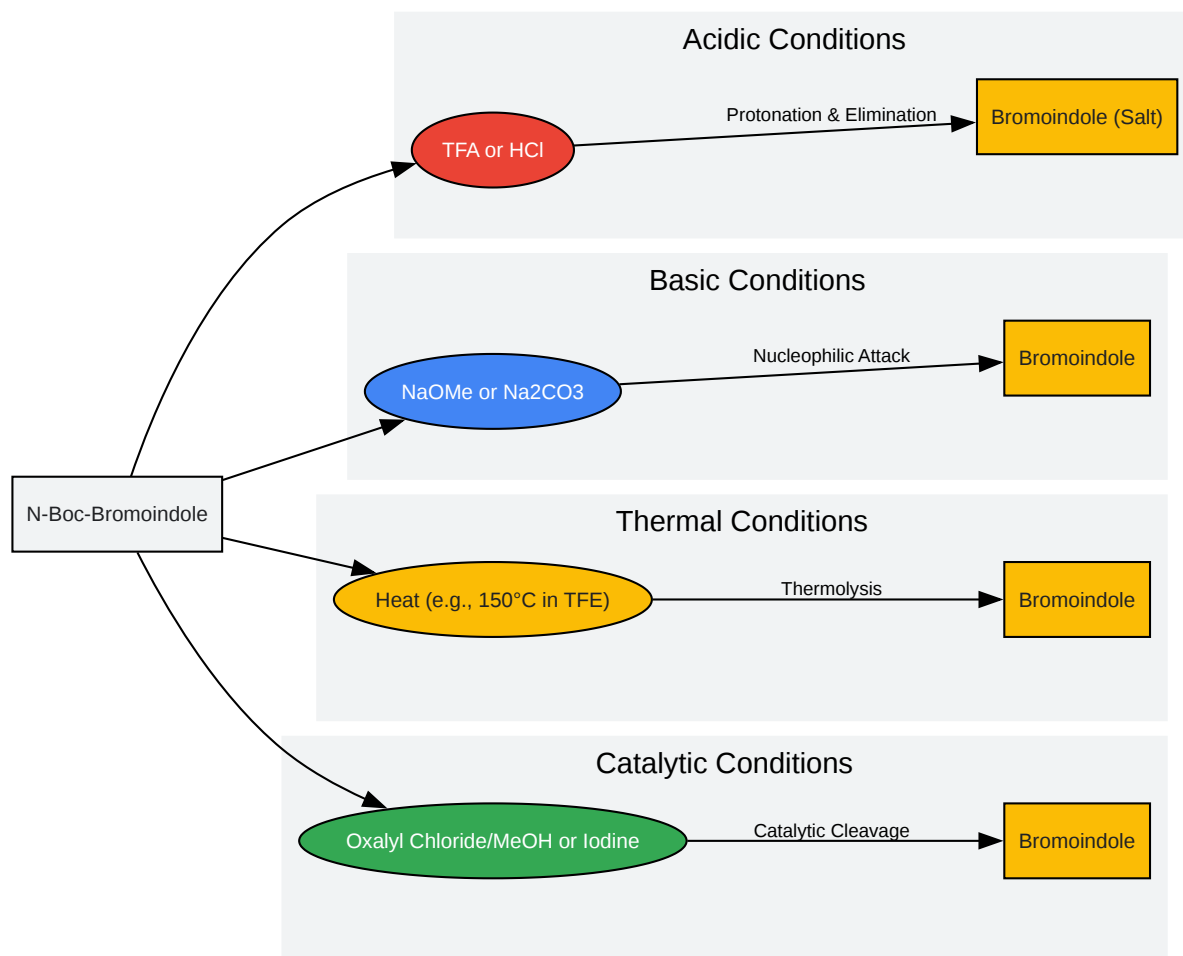 Acidic Conditions
TFA or HCl
Protonation & Elimination
Bromoindole (Salt)
Basic Conditions
NaOMe or Na2CO3
Nucleophilic Attack
Bromoindole
N-Boc-Bromoindole
Thermal Conditions
Heat (e.g., 150°C in TFE)
Thermolysis
Bromoindole
Catalytic Conditions
Oxalyl Chloride/MeOH or Iodine
Catalytic Cleavage
Bromoindole